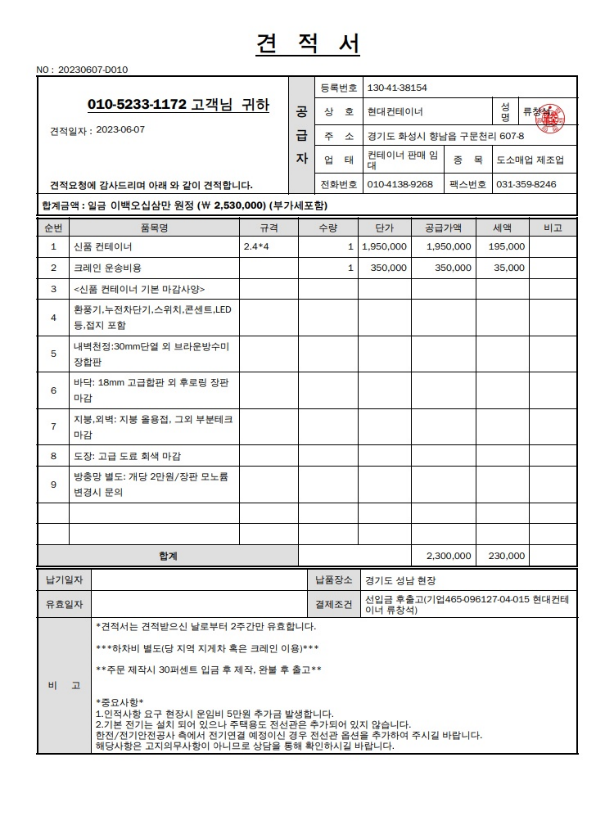 견 적 서
NO : 20230607-D010
010-5233-1172 고객님 귀하
견적일자 : 2023-06-07
견적요청에 감사드리며 아래 와 같이 견적합니다.
공급자
등록번호 130-41-38154
상 호 현대컨테이너 성명 류창석
주 소 경기도 화성시 향남읍 구문천리 607-8
업 태 컨테이너 판매 임대 종 목 도소매업 제조업
전화번호 010-4138-9268 팩스번호 031-359-8246
합계금액 : 일금 이백오십삼만 원정 (₩ 2,530,000) (부가세포함)
순번 품목명 규격 수량 단가 공급가액 세액 비고
1 신품 컨테이너 2.4*4 1 1,950,000 1,950,000 195,000
2 크레인 운송비용 1 350,000 350,000 35,000
3 <신품 컨테이너 기본 마감사양>
4 환풍기,누전차단기,스위치,콘센트,LED
등,접지 포함
5 내벽천정:30mm단열 외 브라운방수미
장합판
6 바닥: 18mm 고급합판 외 후로링 장판
마감
7 지붕,외벽: 지붕 올용접, 그외 부분테크
마감
8 도장: 고급 도료 회색 마감
9 방충망 별도: 개당 2만원/장판 모노륨
변경시 문의
합계 2,300,000 230,000
납기일자 납품장소 경기도 성남 현장
유효일자 결제조건 선입금 후출고(기업465-096127-04-015 현대컨테
이너 류창석)
비 고
*견적서는 견적받으신 날로부터 2주간만 유효합니다.
***하차비 별도(당 지역 지게차 혹은 크레인 이용)***
**주문 제작시 30퍼센트 입금 후 제작, 완불 후 출고**
*중요사항*
1.인적사항 요구 현장시 운임비 5만원 추가금 발생합니다.
2.기본 전기는 설치 되어 있으나 주택용도 전선관은 추가되어 있지 않습니다.
한전/전기안전공사 측에서 전기연결 예정이신 경우 전선관 옵션을 추가하여 주시길 바랍니다.
해당사항은 고지의무사항이 아니므로 상담을 통해 확인하시길 바랍니다.